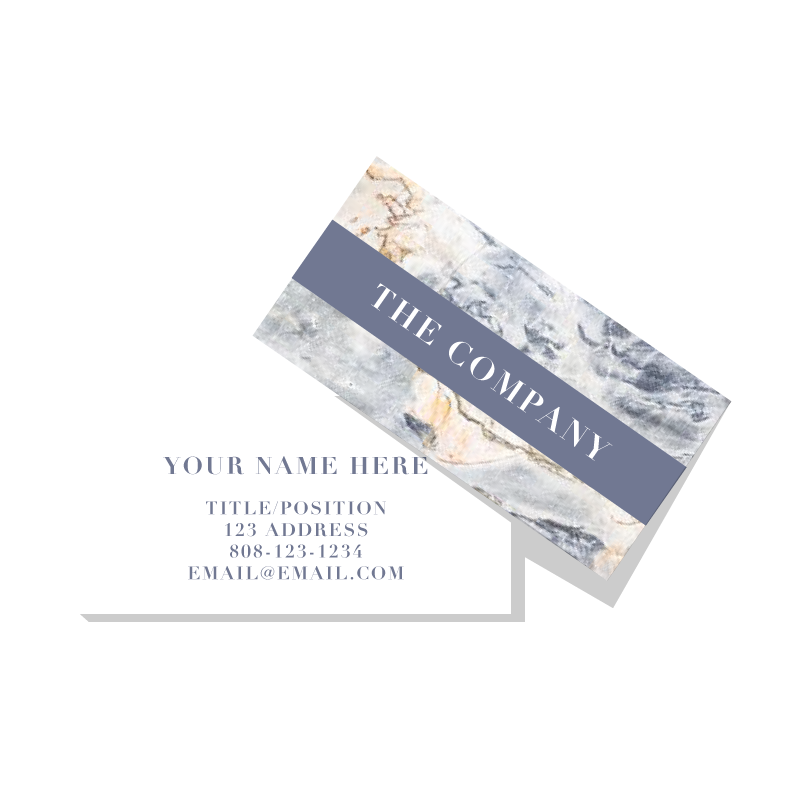 THE COMPANY
YOUR NAME HERE
TITLE/POSITION
123 ADDRESS
808-123-1234
EMAIL@EMAIL.COM